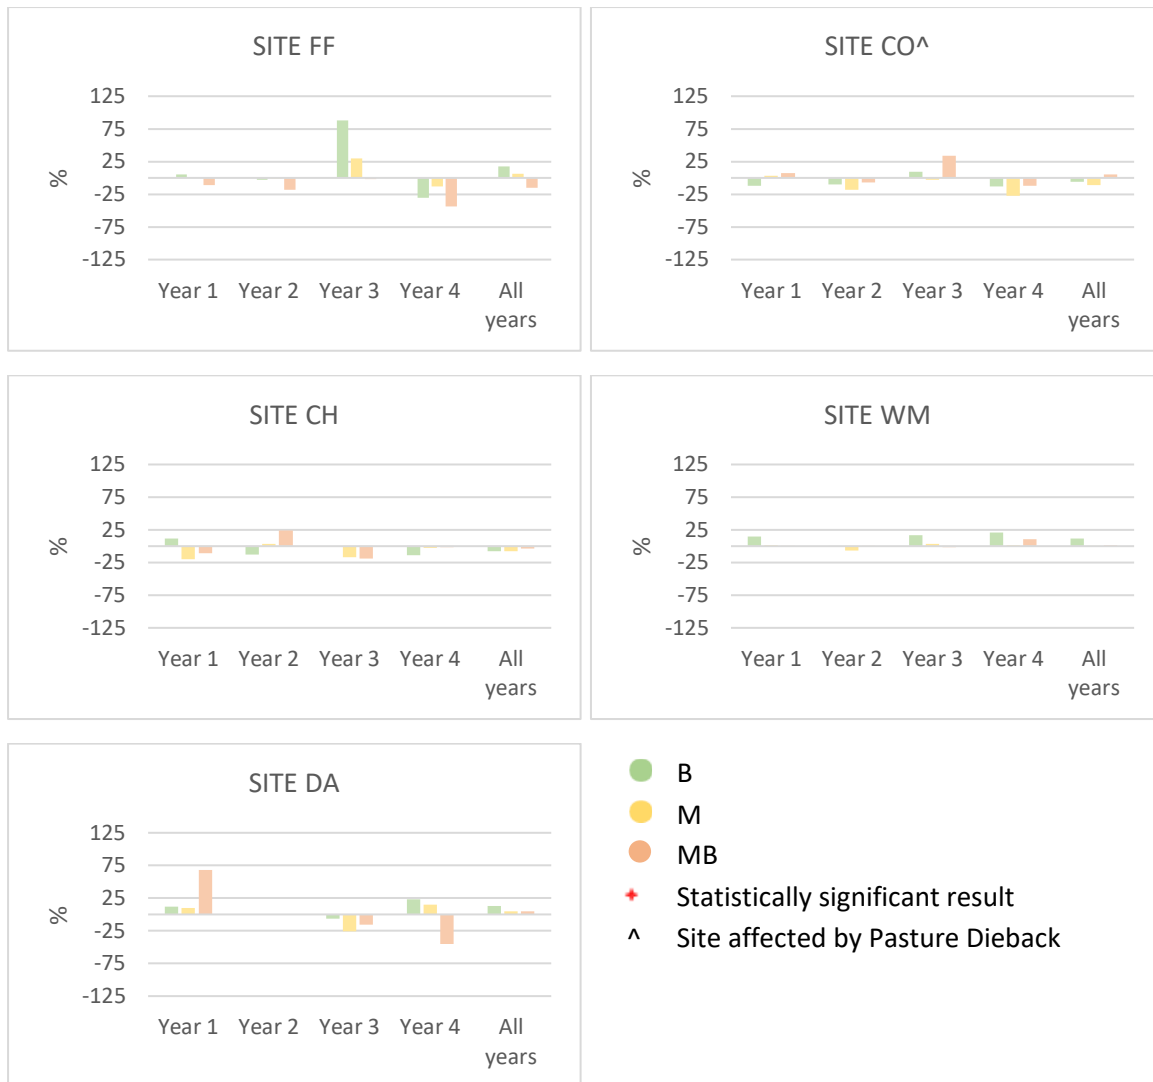 SITE FF
125
75
25
-25
-75
-125
%
Year 1 Year 2 Year 3 Year 4 All
years
SITE CO^
125
75
25
-25
-75
-125
%
Year 1 Year 2 Year 3 Year 4 All
years
SITE CH
125
75
25
-25
-75
-125
%
Year 1 Year 2 Year 3 Year 4 All
years
SITE WM
125
75
25
-25
-75
-125
%
Year 1 Year 2 Year 3 Year 4 All
years
SITE DA
125
75
25
-25
-75
-125
%
Year 1 Year 2 Year 3 Year 4 All
years
B
M
MB
Statistically significant result
^ Site affected by Pasture Dieback